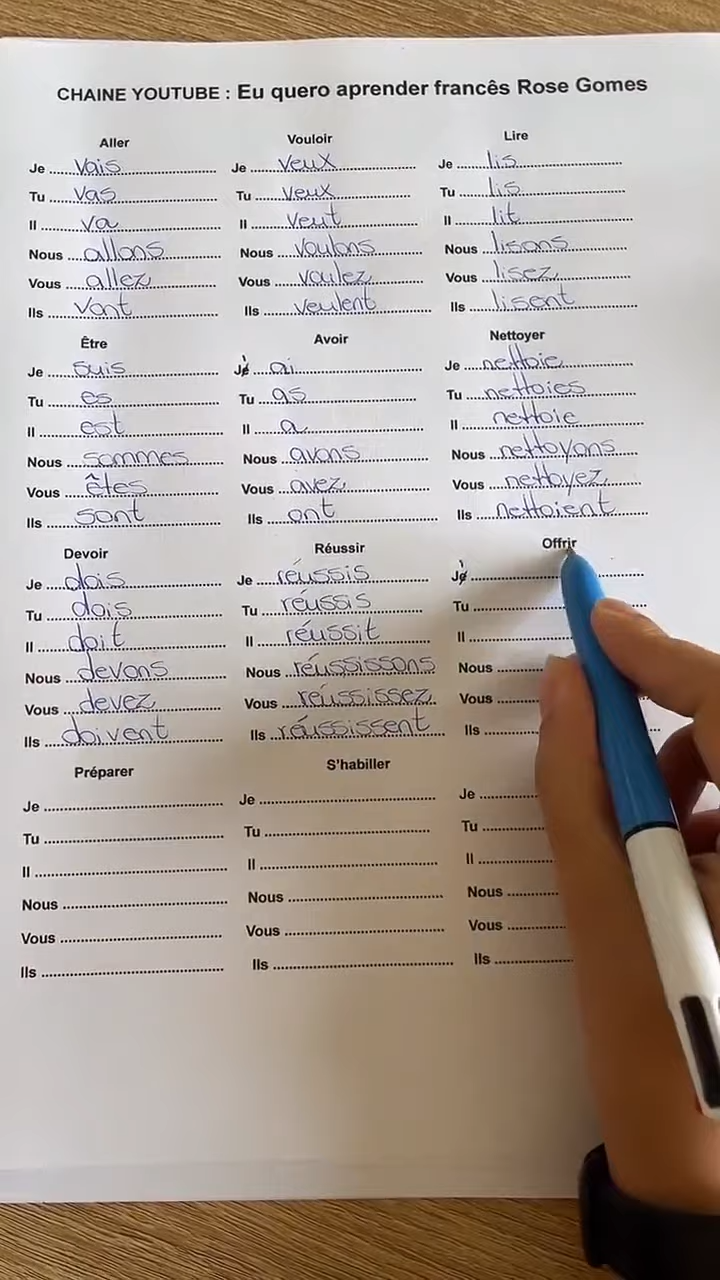 CHAINE YOUTUBE : Eu quero aprender francês Rose Gomes
Aller
Je vais
Tu vas
Il va
Nous allons
Vous allez
Ils vont
Vouloir
Je veux
Tu veux
Il veut
Nous voulons
Vous voulez
Ils veulent
Lire
Je lis
Tu lis
Il lit
Nous lisons
Vous lisez
Ils lisent
Être
Je suis
Tu es
Il est
Nous sommes
Vous êtes
Ils sont
Avoir
J' ai
Tu as
Il a
Nous avons
Vous avez
Ils ont
Nettoyer
Je nettoie
Tu nettoies
Il nettoie
Nous nettoyons
Vous nettoyez
Ils nettoient
Devoir
Je dois
Tu dois
Il doit
Nous devons
Vous devez
Ils doivent
Réussir
Je réussis
Tu réussis
Il réussit
Nous réussissons
Vous réussissez
Ils réussissent
Offrir
J'
Tu
Il
Nous
Vous
Ils
Préparer
Je
Tu
Il
Nous
Vous
Ils
S'habiller
Je
Tu
Il
Nous
Vous
Ils
Je
Tu
Il
Nous
Vous
Ils